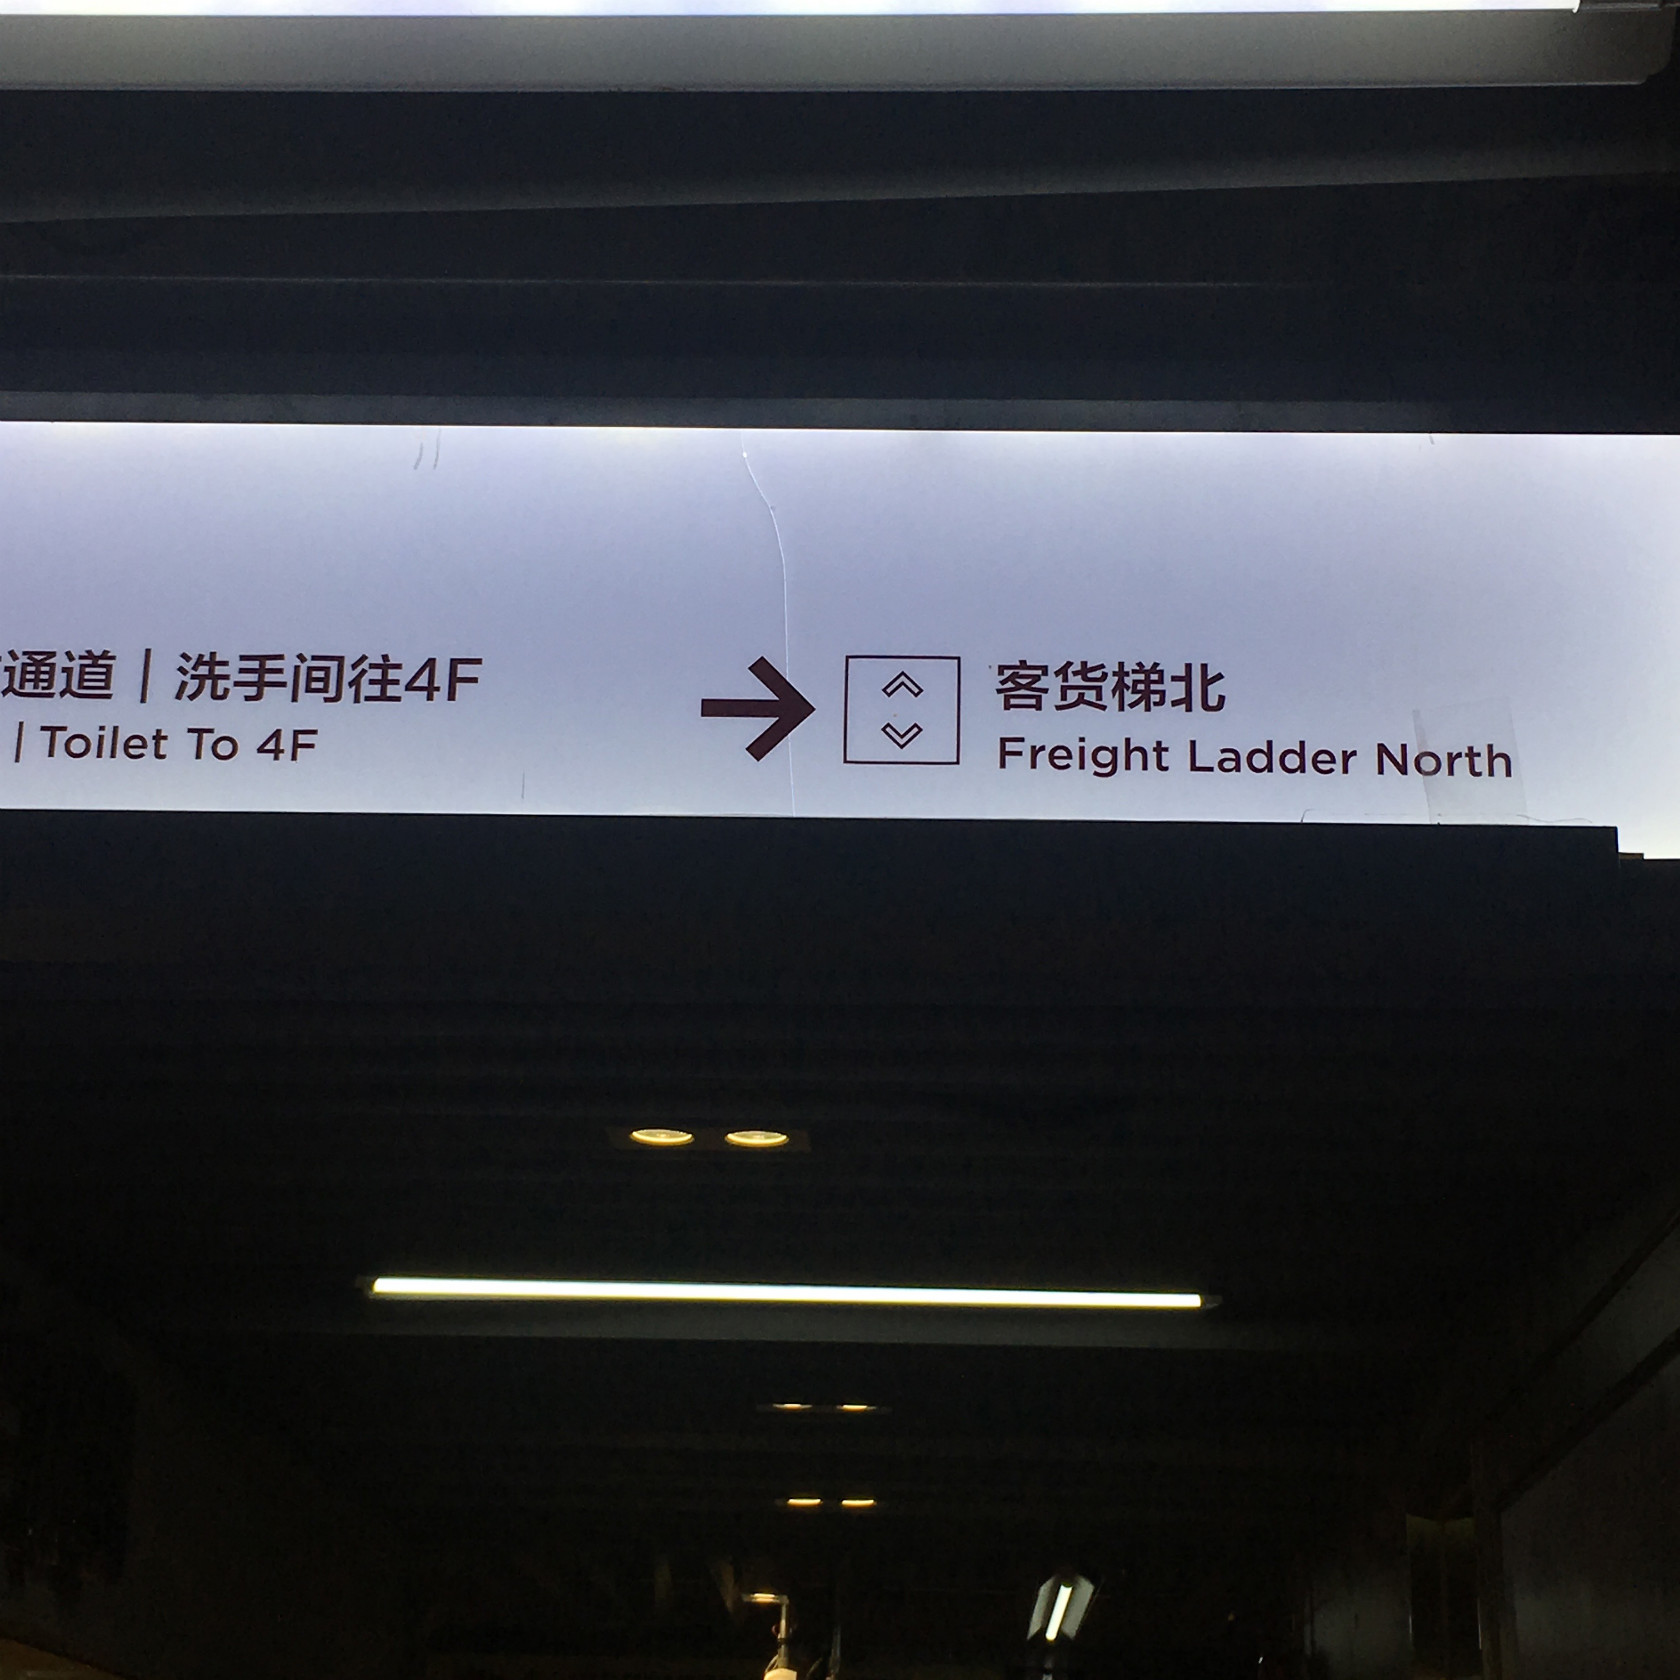 通道 | 洗手间往4F
| Toilet To 4F
客货梯北
Freight Ladder North